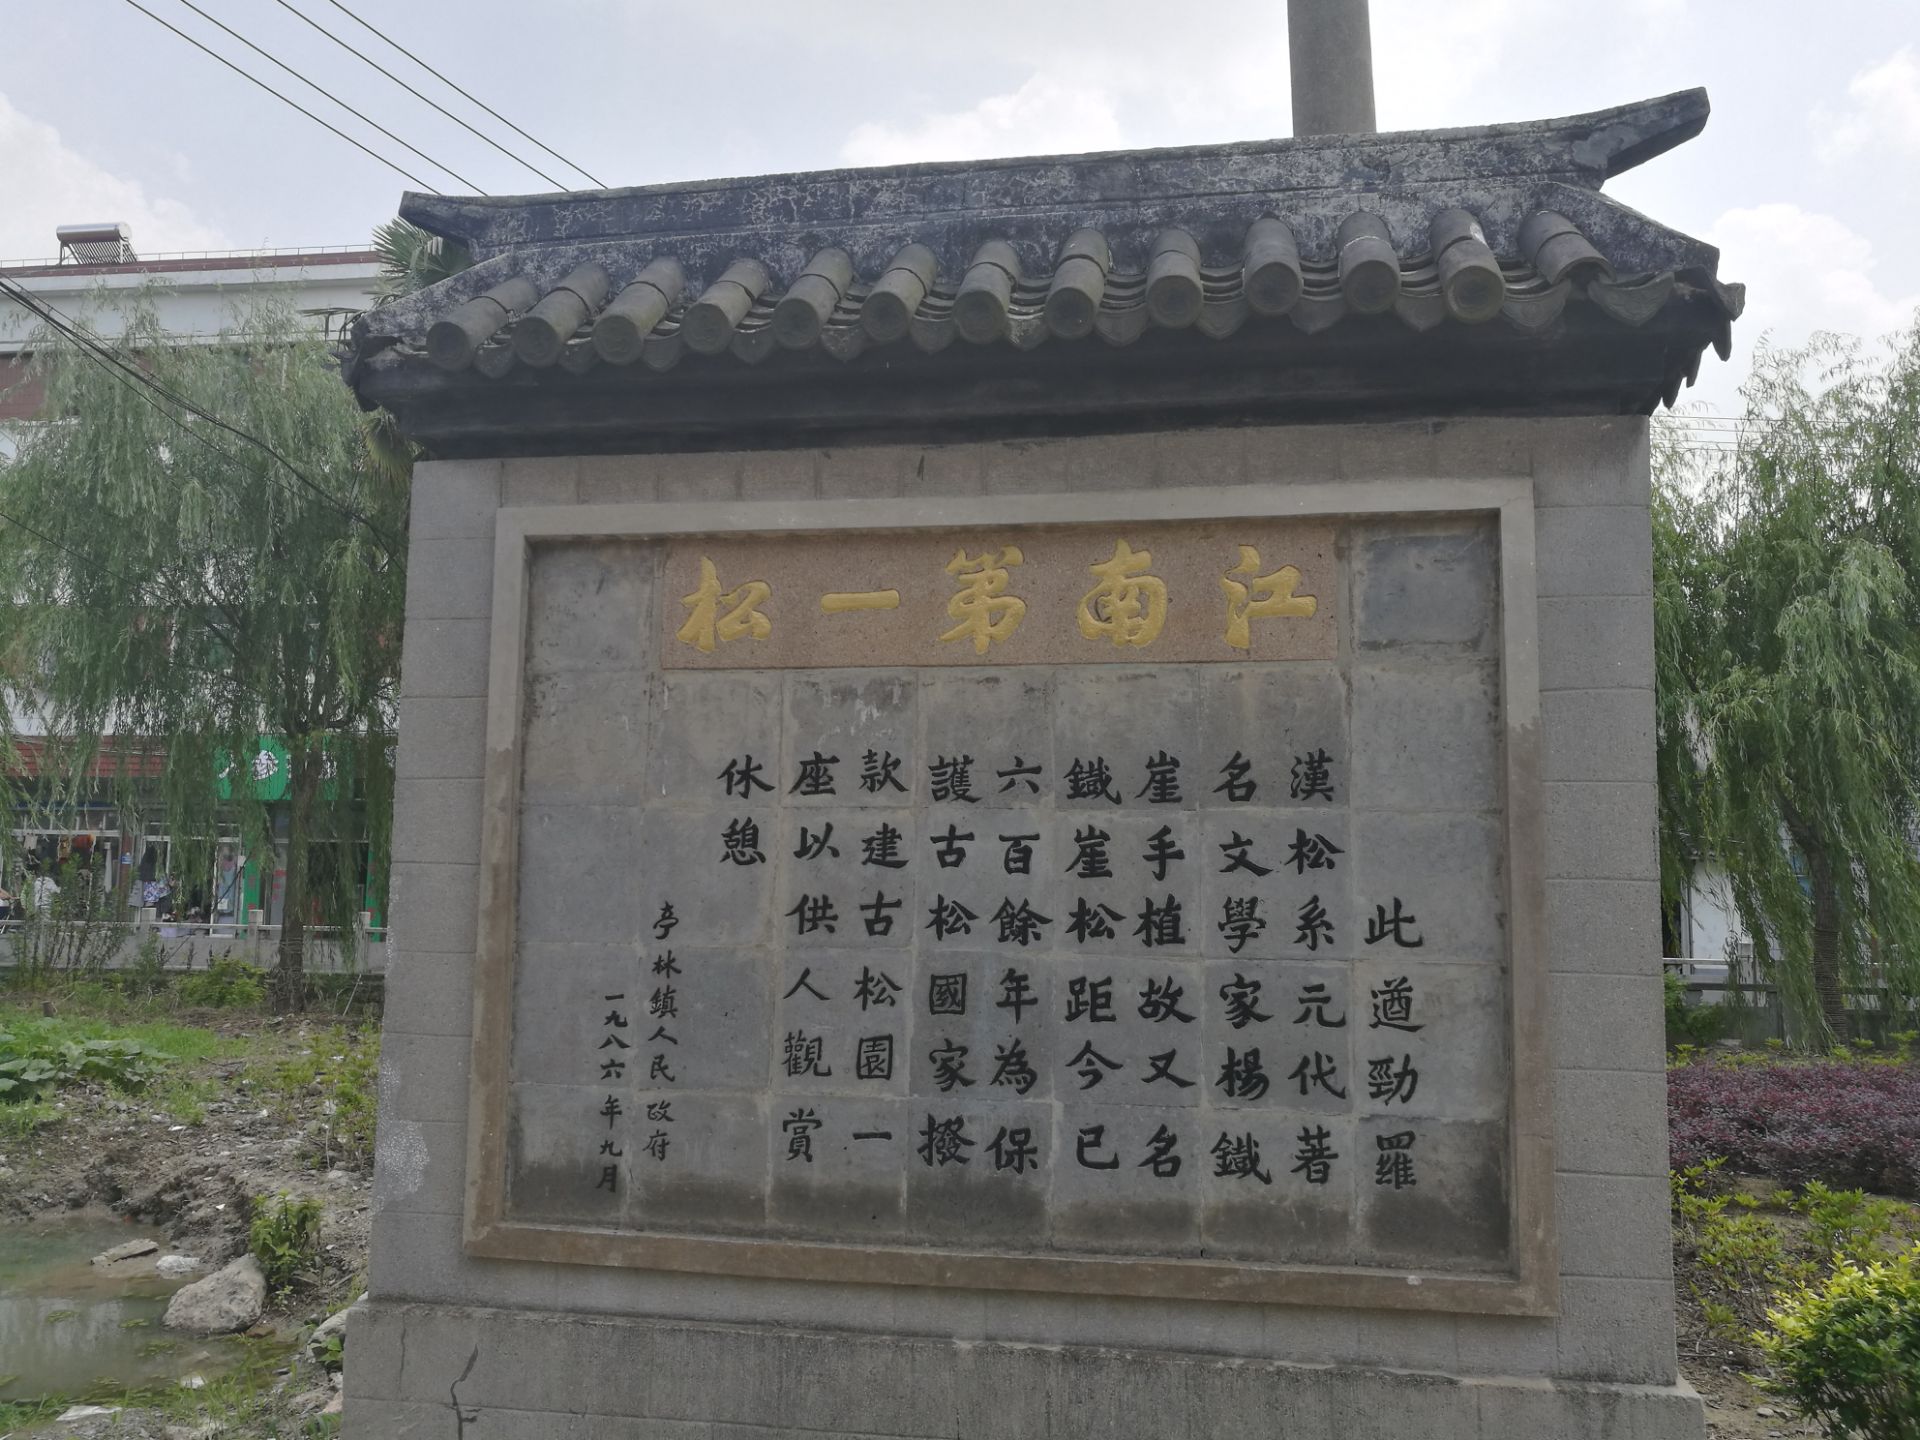 江南第一松
此遒勁羅
漢松系元代著
名文學家楊鐵
崖手植故又名
鐵崖松距今已
六百餘年為保
護古松國家撥
款建古松園一
座以供人觀賞
休憩
亭林鎮人民政府
一九八六年九月